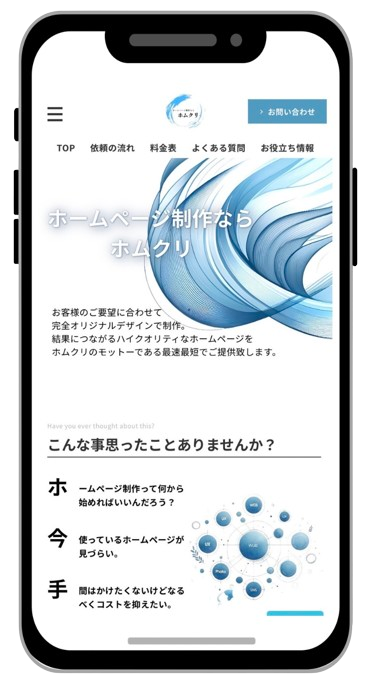 ホムクリ
お問い合わせ
TOP 依頼の流れ 料金表 よくある質問 お役立ち情報
ホームページ制作なら
ホムクリ
お客様のご要望に合わせて
完全オリジナルデザインで制作。
結果につながるハイクオリティなホームページを
ホムクリのモットーである最速最短でご提供致します。
Have you ever thought about this?
こんな事思ったことありませんか？
ホームページ制作って何から
始めればいいんだろう？
今使っているホームページが
見づらい。
手間はかけたくないけどなる
べくコストを抑えたい。